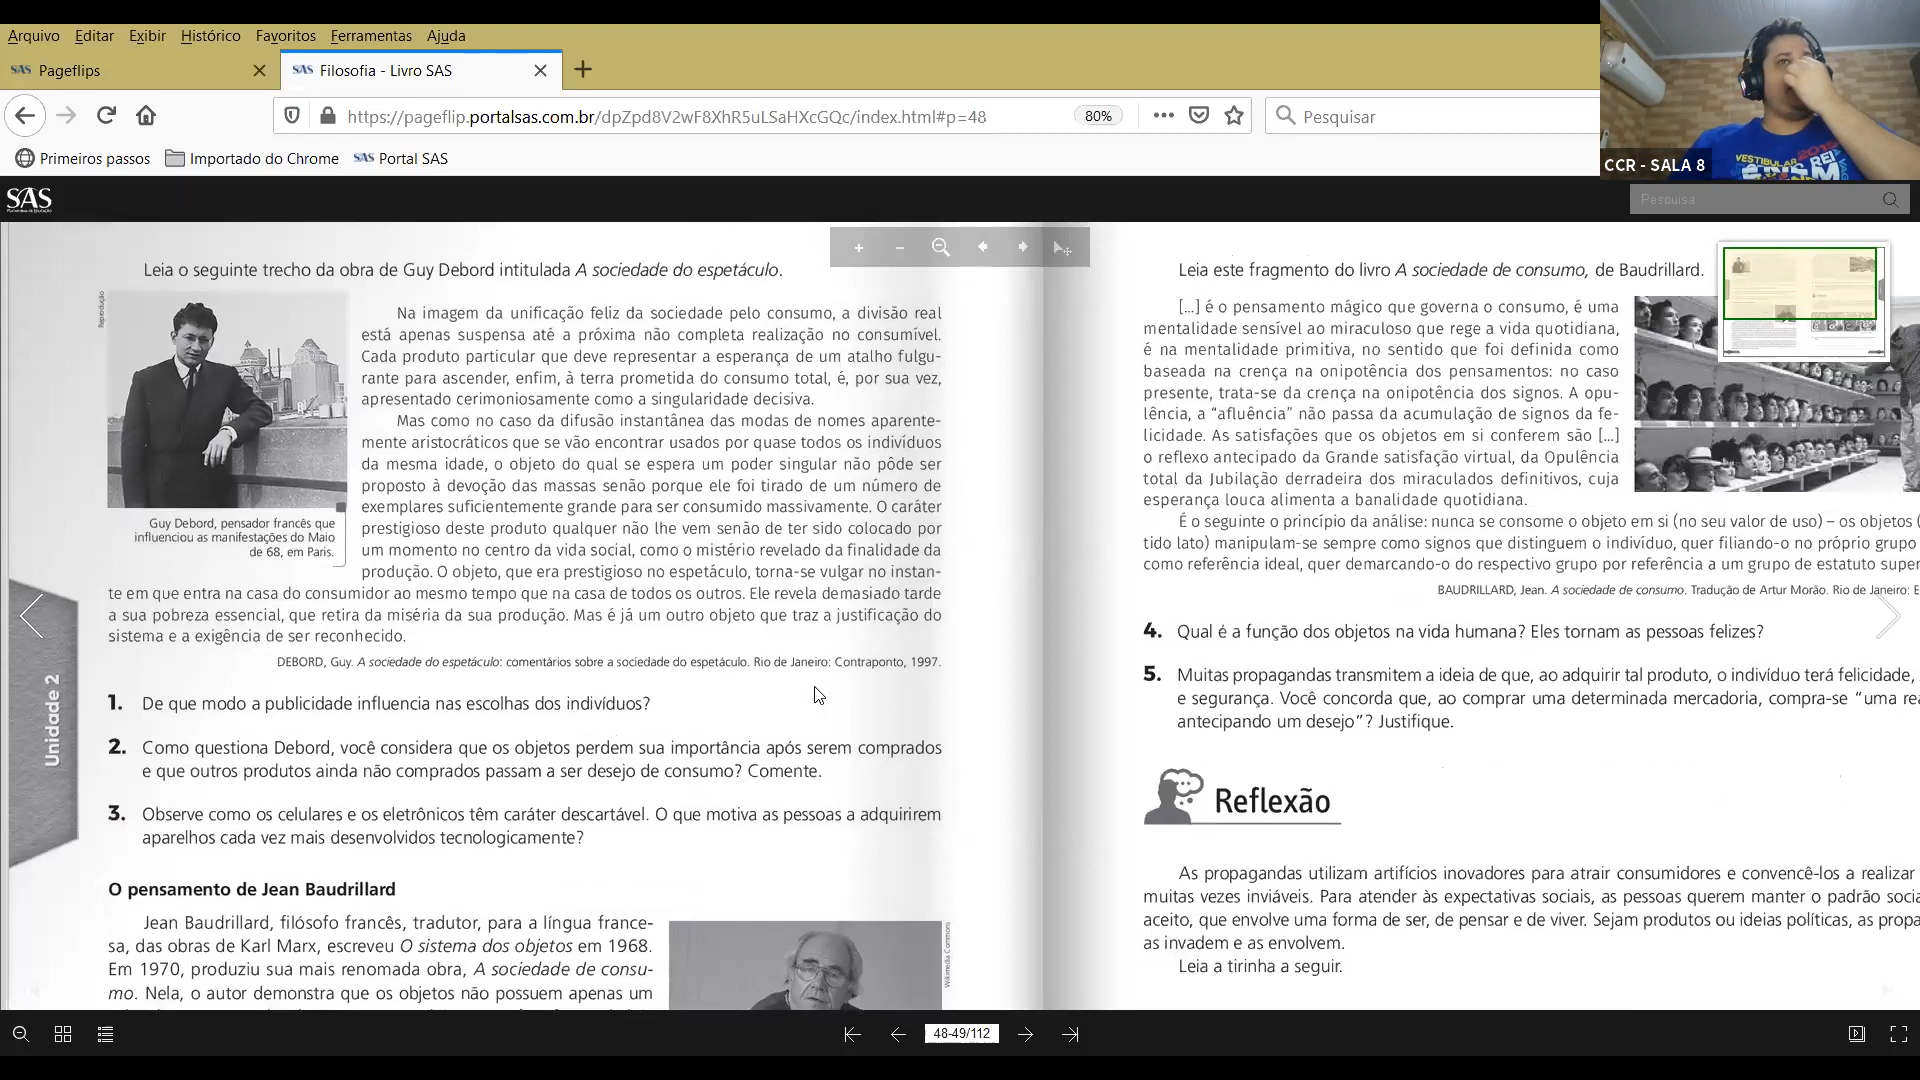 Arquivo Editar Exibir Histórico Favoritos Ferramentas Ajuda
SAS Pageflips
SAS Filosofia - Livro SAS
https://pageflip.portalsas.com.br/dpZpd8V2wF8XhR5uLSaHXcGQc/index.html#p=48
80%
Pesquisar
Primeiros passos Importado do Chrome SAS Portal SAS
CCR - SALA 8
VESTIBULAR 2019
SAS
Pesquisa
Leia o seguinte trecho da obra de Guy Debord intitulada A sociedade do espetáculo.
Reprodução
Na imagem da unificação feliz da sociedade pelo consumo, a divisão real
está apenas suspensa até a próxima não completa realização no consumível.
Cada produto particular que deve representar a esperança de um atalho fulgu-
rante para ascender, enfim, à terra prometida do consumo total, é, por sua vez,
apresentado cerimoniosamente como a singularidade decisiva.
Mas como no caso da difusão instantânea das modas de nomes aparente-
mente aristocráticos que se vão encontrar usados por quase todos os indivíduos
da mesma idade, o objeto do qual se espera um poder singular não pôde ser
proposto à devoção das massas senão porque ele foi tirado de um número de
exemplares suficientemente grande para ser consumido massivamente. O caráter
prestigioso deste produto qualquer não lhe vem senão de ter sido colocado por
um momento no centro da vida social, como o mistério revelado da finalidade da
produção. O objeto, que era prestigioso no espetáculo, torna-se vulgar no instan-
te em que entra na casa do consumidor ao mesmo tempo que na casa de todos os outros. Ele revela demasiado tarde
a sua pobreza essencial, que retira da miséria da sua produção. Mas é já um outro objeto que traz a justificação do
sistema e a exigência de ser reconhecido.
Guy Debord, pensador francês que
influenciou as manifestações do Maio
de 68, em Paris.
DEBORD, Guy. A sociedade do espetáculo: comentários sobre a sociedade do espetáculo. Rio de Janeiro: Contraponto, 1997.
Unidade 2
1. De que modo a publicidade influencia nas escolhas dos indivíduos?
2. Como questiona Debord, você considera que os objetos perdem sua importância após serem comprados
e que outros produtos ainda não comprados passam a ser desejo de consumo? Comente.
3. Observe como os celulares e os eletrônicos têm caráter descartável. O que motiva as pessoas a adquirirem
aparelhos cada vez mais desenvolvidos tecnologicamente?
O pensamento de Jean Baudrillard
Jean Baudrillard, filósofo francês, tradutor, para a língua france-
sa, das obras de Karl Marx, escreveu O sistema dos objetos em 1968.
Em 1970, produziu sua mais renomada obra, A sociedade de consu-
mo. Nela, o autor demonstra que os objetos não possuem apenas um
Wikimedia Commons
Leia este fragmento do livro A sociedade de consumo, de Baudrillard.
[...] é o pensamento mágico que governa o consumo, é uma
mentalidade sensível ao miraculoso que rege a vida quotidiana,
é na mentalidade primitiva, no sentido que foi definida como
baseada na crença na onipotência dos pensamentos: no caso
presente, trata-se da crença na onipotência dos signos. A opu-
lência, a “afluência” não passa da acumulação de signos da fe-
licidade. As satisfações que os objetos em si conferem são [...]
o reflexo antecipado da Grande satisfação virtual, da Opulência
total da Jubilação derradeira dos miraculados definitivos, cuja
esperança louca alimenta a banalidade quotidiana.
É o seguinte o princípio da análise: nunca se consome o objeto em si (no seu valor de uso) – os objetos (
tido lato) manipulam-se sempre como signos que distinguem o indivíduo, quer filiando-o no próprio grupo
como referência ideal, quer demarcando-o do respectivo grupo por referência a um grupo de estatuto super
BAUDRILLARD, Jean. A sociedade de consumo. Tradução de Artur Morão. Rio de Janeiro: E
4. Qual é a função dos objetos na vida humana? Eles tornam as pessoas felizes?
5. Muitas propagandas transmitem a ideia de que, ao adquirir tal produto, o indivíduo terá felicidade,
e segurança. Você concorda que, ao comprar uma determinada mercadoria, compra-se “uma rea
antecipando um desejo”? Justifique.
Reflexão
As propagandas utilizam artifícios inovadores para atrair consumidores e convencê-los a realizar
muitas vezes inviáveis. Para atender às expectativas sociais, as pessoas querem manter o padrão socia
aceito, que envolve uma forma de ser, de pensar e de viver. Sejam produtos ou ideias políticas, as propa
as invadem e as envolvem.
Leia a tirinha a seguir.
48-49/112